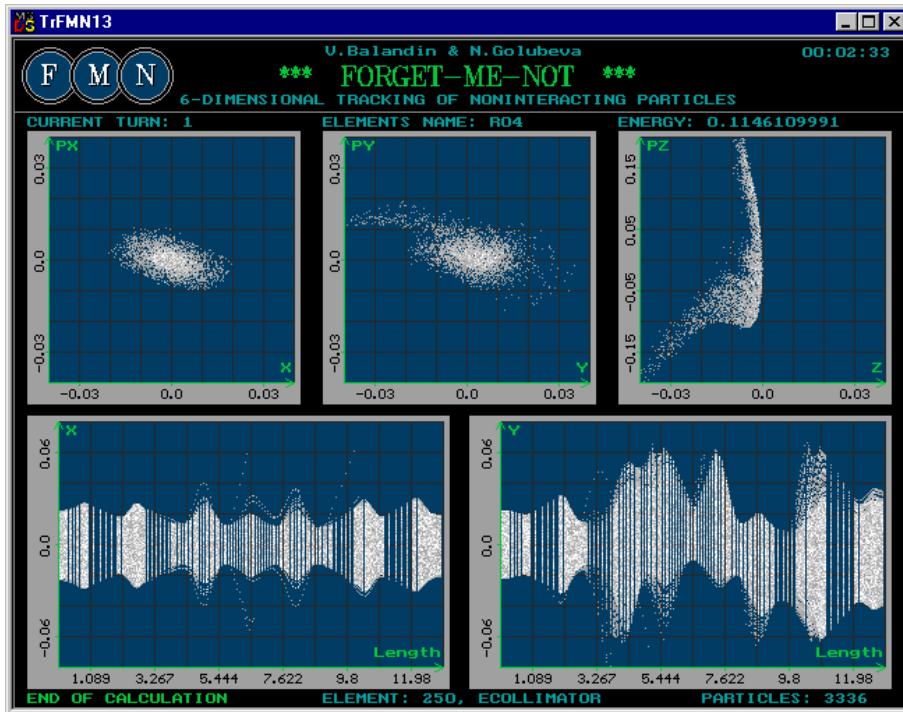 TrFMN13
V.Balandin & N.Golubeva
00:02:33
F M N
*** FORGET-ME-NOT ***
6-DIMENSIONAL TRACKING OF NONINTERACTING PARTICLES
CURRENT TURN: 1
ELEMENTS NAME: RO4
ENERGY: 0.1146109991
PX
0.03
0.0
-0.03
X
-0.03 0.0 0.03
PY
0.03
0.0
-0.03
Y
-0.03 0.0 0.03
PZ
0.15
0.05
-0.05
-0.15
Z
-0.03 0.0 0.03
X
0.06
0.0
-0.06
Length
1.089 3.267 5.444 7.622 9.8 11.98
Y
0.06
0.0
-0.06
Length
1.089 3.267 5.444 7.622 9.8 11.98
END OF CALCULATION
ELEMENT: 250, ECOLLIMATOR
PARTICLES: 3336